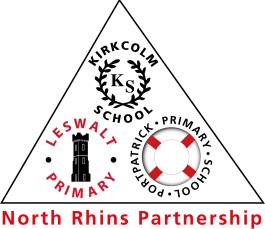 KIRKCOLM
KS
SCHOOL
LESWALT
PRIMARY
PORTPATRICK • PRIMARY • SCHOOL •
North Rhins Partnership